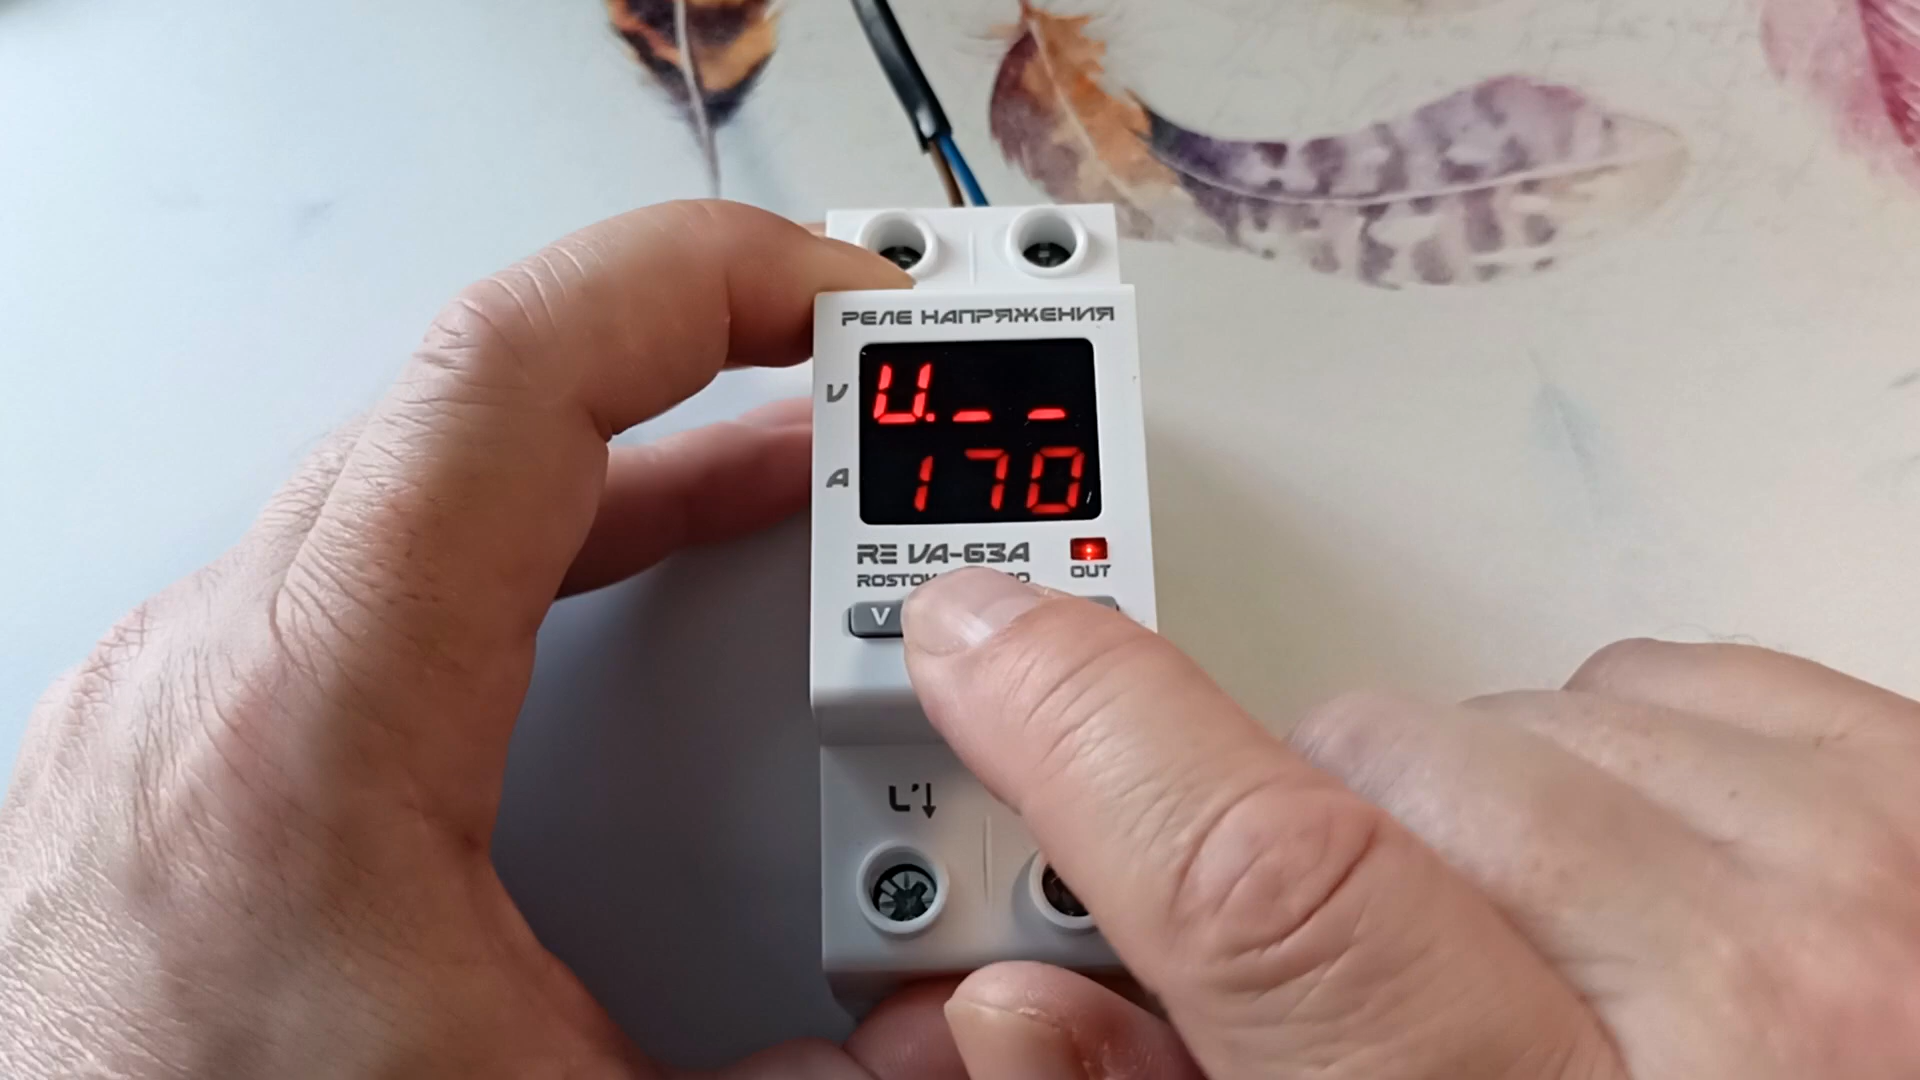 РЕЛЕ НАПРЯЖЕНИЯ
V
U. _ _
A
170
RE VA-63A
OUT
V
L'↓